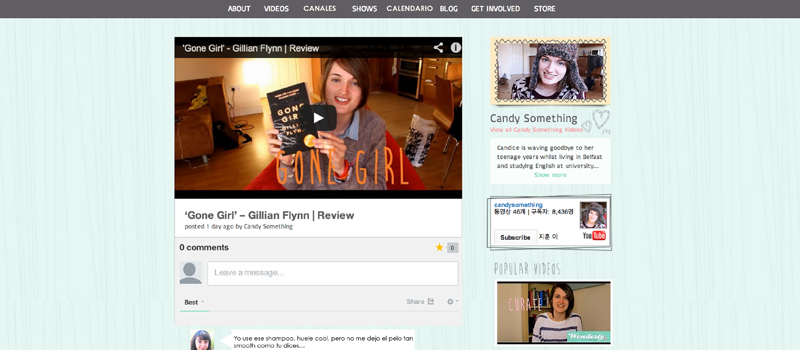 ABOUT
VIDEOS
CANALES
SHOWS
CALENDARIO
BLOG
GET INVOLVED
STORE
'Gone Girl' - Gillian Flynn | Review
GONE
GIRL
GONE GIRL
'Gone Girl' – Gillian Flynn | Review
posted 1 day ago by Candy Something
0 comments
0
Leave a message...
Best
Share
Yo use ese shampoo, huele cool, pero no me dejo el pelo tan
smooth como tu dices....
Candy Something
View all Candy Something Videos
Candice is waving goodbye to her
teenage years whilst living in Belfast
and studying English at university....
Show more
candysomething
동영상 46개 | 구독자: 8,436명
Subscribe
지훈 이
YouTube
POPULAR VIDEOS
CURATE
Wonderly